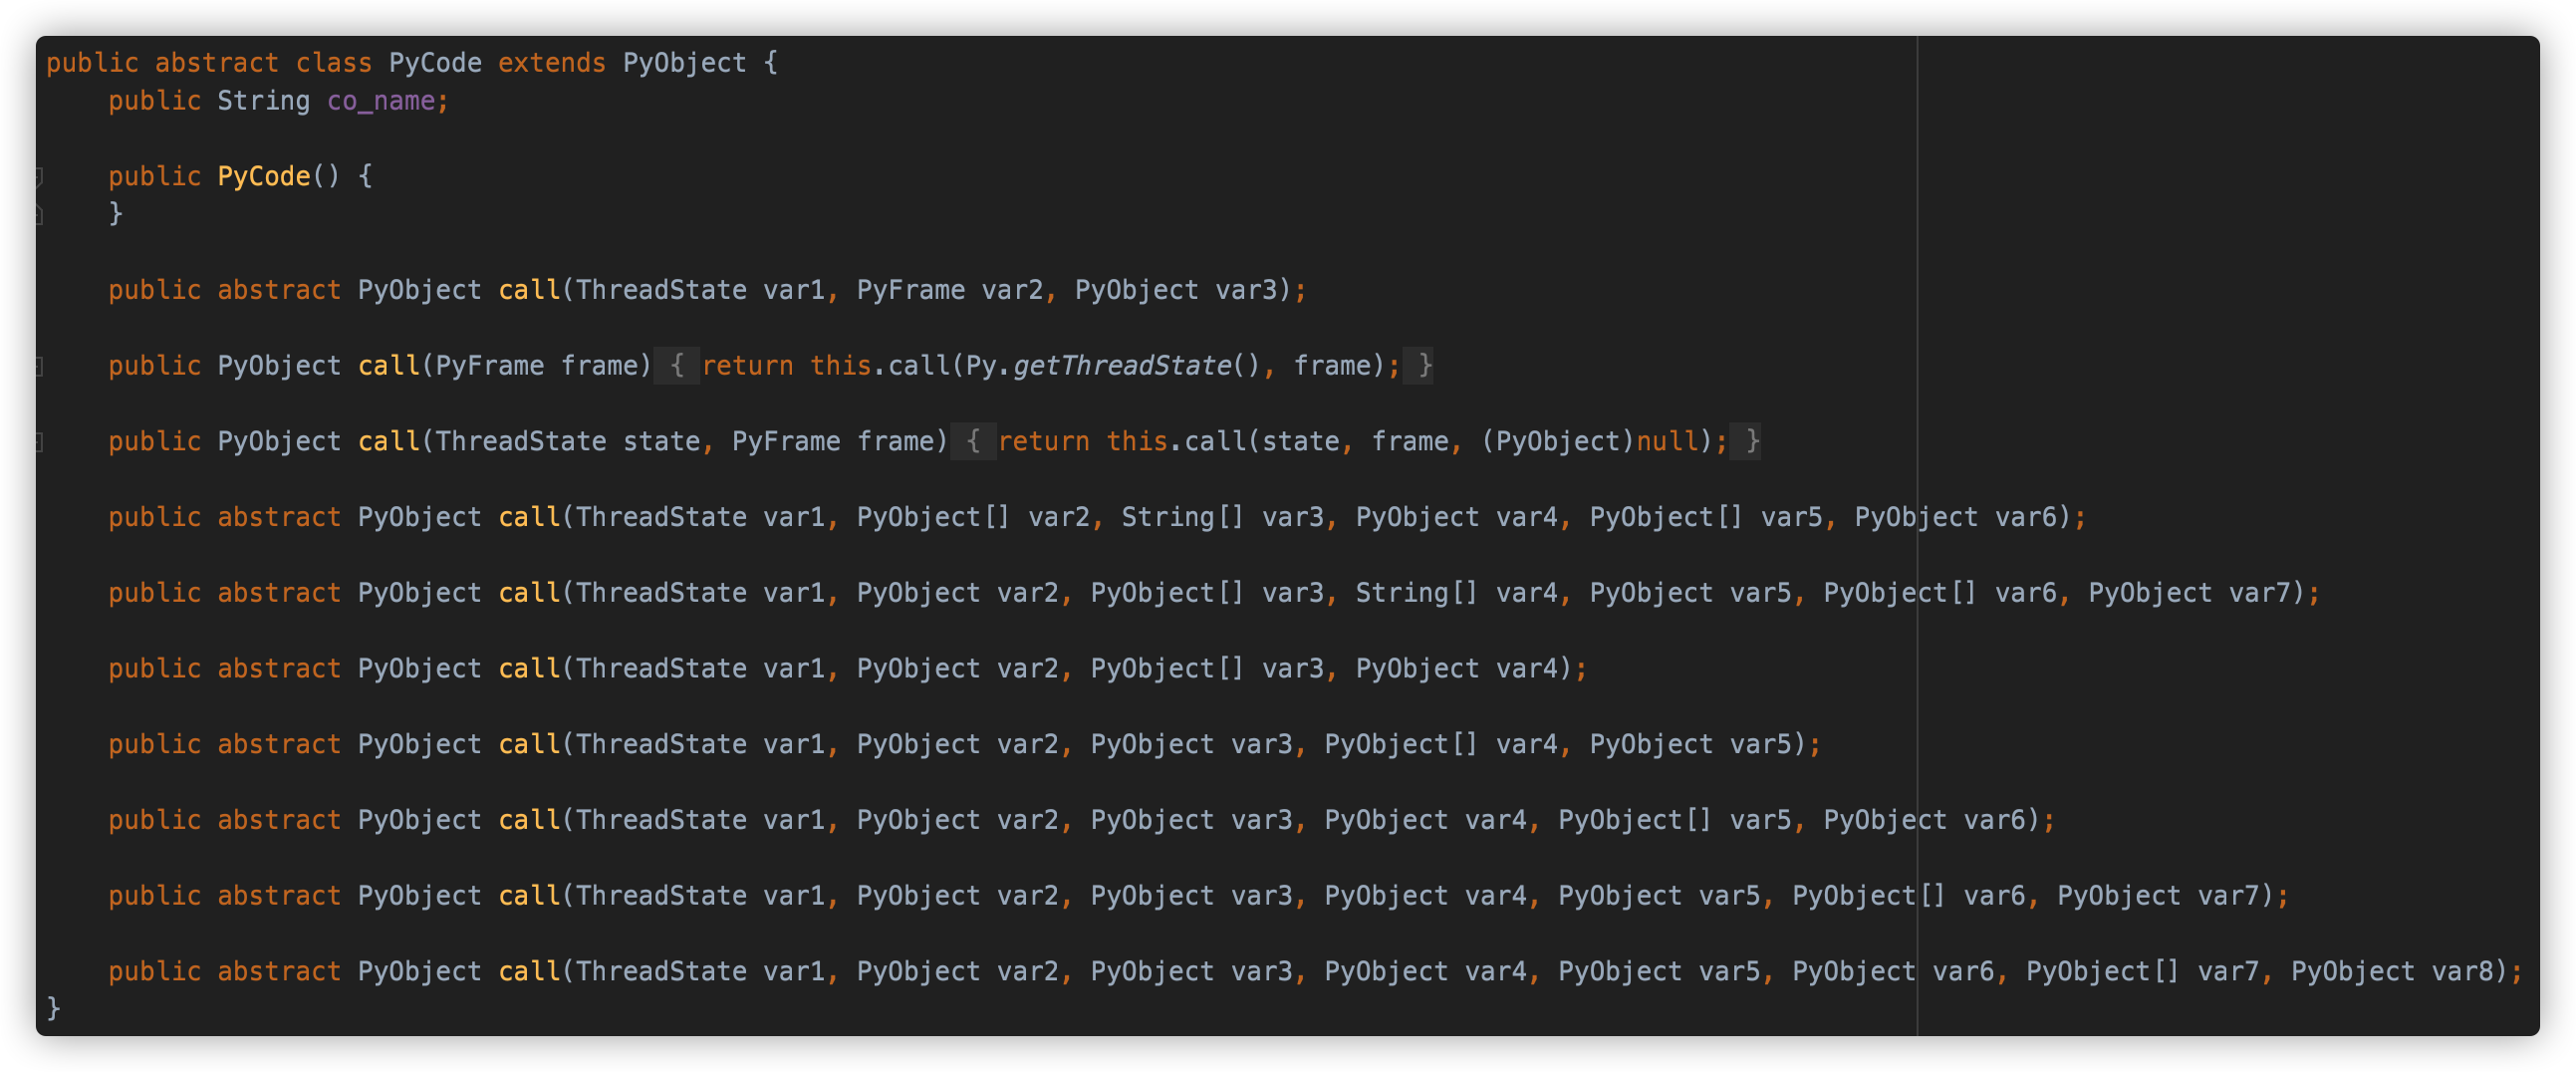 public abstract class PyCode extends PyObject {
    public String co_name;

    public PyCode() {
    }

    public abstract PyObject call(ThreadState var1, PyFrame var2, PyObject var3);

    public PyObject call(PyFrame frame) { return this.call(Py.getThreadState(), frame); }

    public PyObject call(ThreadState state, PyFrame frame) { return this.call(state, frame, (PyObject)null); }

    public abstract PyObject call(ThreadState var1, PyObject[] var2, String[] var3, PyObject var4, PyObject[] var5, PyObject var6);

    public abstract PyObject call(ThreadState var1, PyObject var2, PyObject[] var3, String[] var4, PyObject var5, PyObject[] var6, PyObject var7);

    public abstract PyObject call(ThreadState var1, PyObject var2, PyObject[] var3, PyObject var4);

    public abstract PyObject call(ThreadState var1, PyObject var2, PyObject var3, PyObject[] var4, PyObject var5);

    public abstract PyObject call(ThreadState var1, PyObject var2, PyObject var3, PyObject var4, PyObject[] var5, PyObject var6);

    public abstract PyObject call(ThreadState var1, PyObject var2, PyObject var3, PyObject var4, PyObject var5, PyObject[] var6, PyObject var7);

    public abstract PyObject call(ThreadState var1, PyObject var2, PyObject var3, PyObject var4, PyObject var5, PyObject var6, PyObject[] var7, PyObject var8);
}